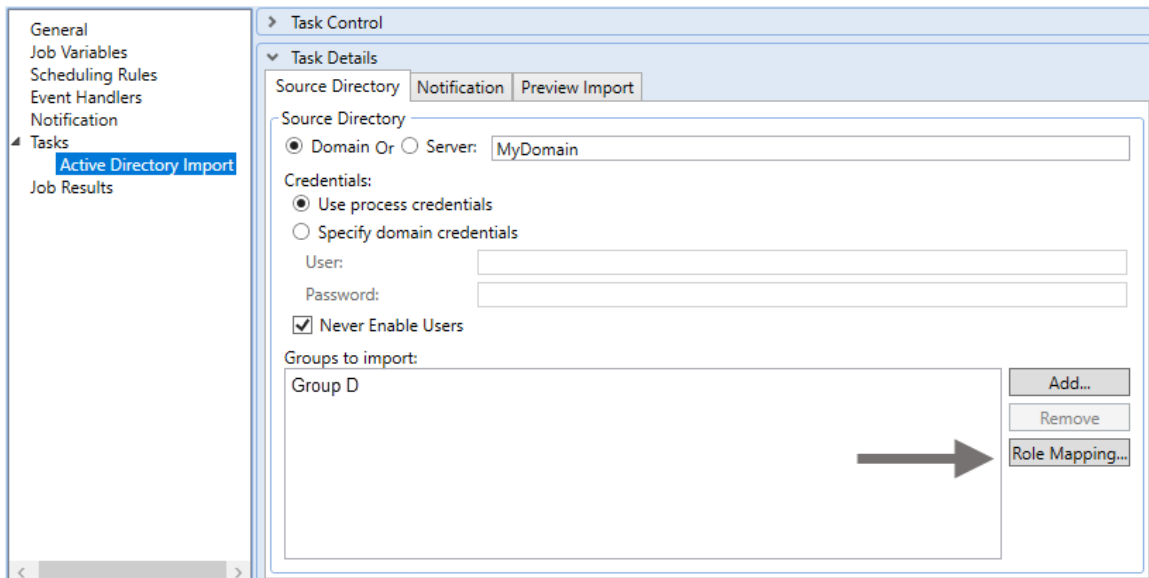 General
Job Variables
Scheduling Rules
Event Handlers
Notification
Tasks
Active Directory Import
Job Results
Task Control
Task Details
Source Directory Notification Preview Import
Source Directory
Domain Or Server: MyDomain
Credentials:
Use process credentials
Specify domain credentials
User:
Password:
Never Enable Users
Groups to import:
Group D
Add...
Remove
Role Mapping...